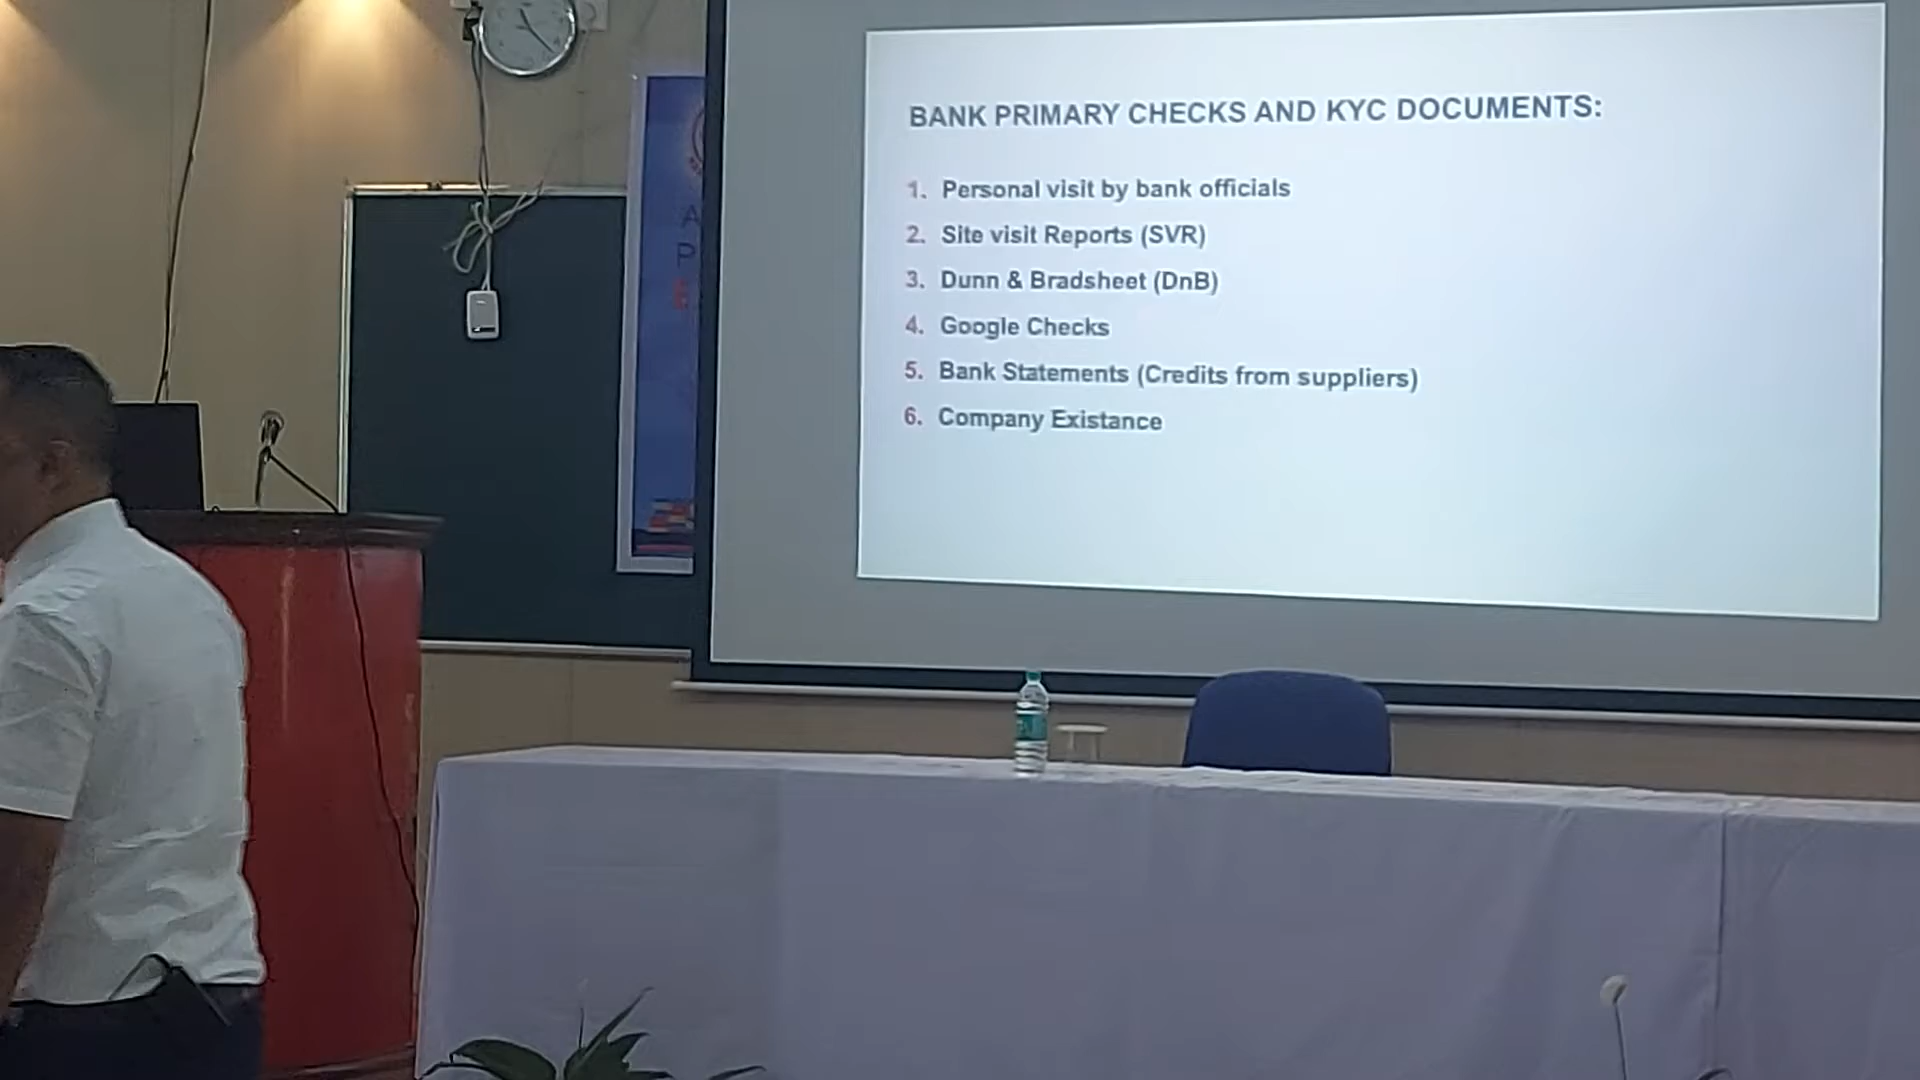 BANK PRIMARY CHECKS AND KYC DOCUMENTS:
1. Personal visit by bank officials
2. Site visit Reports (SVR)
3. Dunn & Bradsheet (DnB)
4. Google Checks
5. Bank Statements (Credits from suppliers)
6. Company Existance